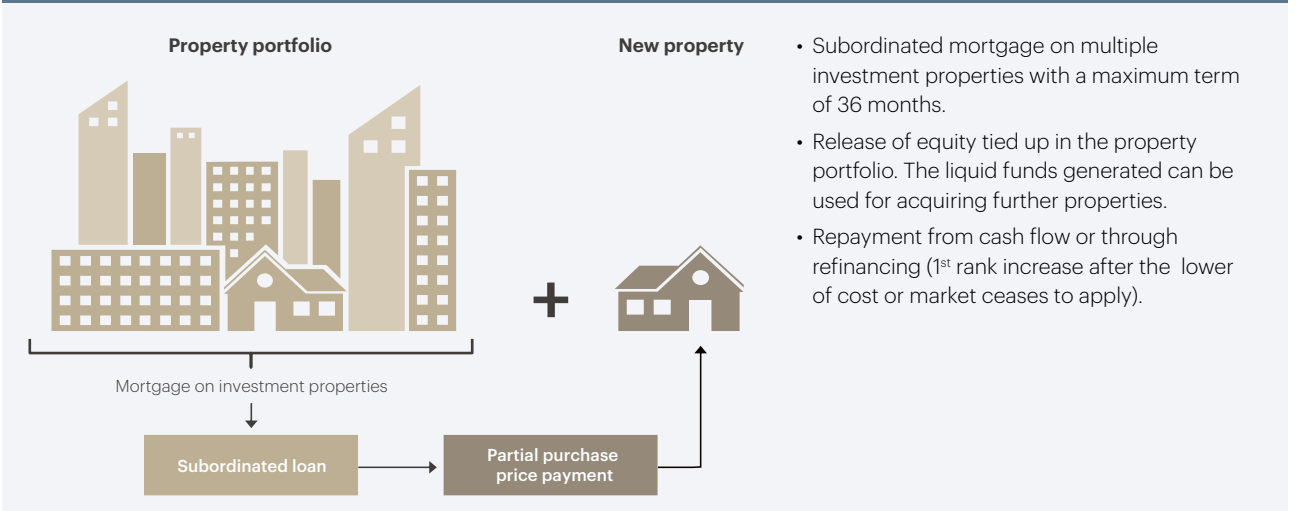 Property portfolio
New property
Mortgage on investment properties
Subordinated loan
Partial purchase
price payment
• Subordinated mortgage on multiple
investment properties with a maximum term
of 36 months.
• Release of equity tied up in the property
portfolio. The liquid funds generated can be
used for acquiring further properties.
• Repayment from cash flow or through
refinancing (1st rank increase after the lower
of cost or market ceases to apply).